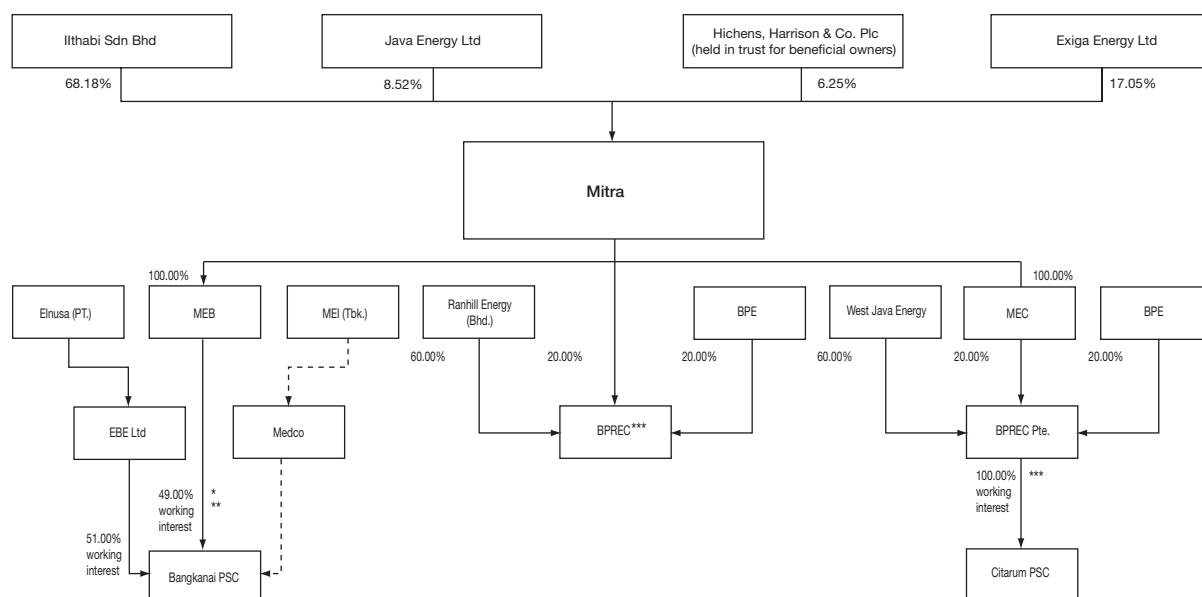 Ilthabi Sdn Bhd
Java Energy Ltd
Hichens, Harrison & Co. Plc
(held in trust for beneficial owners)
Exiga Energy Ltd
68.18%
8.52%
6.25%
17.05%
Mitra
100.00%
100.00%
Elnusa (PT.)
MEB
MEI (Tbk.)
Ranhill Energy
(Bhd.)
BPE
West Java Energy
MEC
BPE
60.00%
20.00%
20.00%
60.00%
20.00%
20.00%
EBE Ltd
Medco
BPREC***
BPREC Pte.
49.00%
working
interest
*
**
100.00%
working
interest
***
51.00%
working
interest
Bangkanai PSC
Citarum PSC